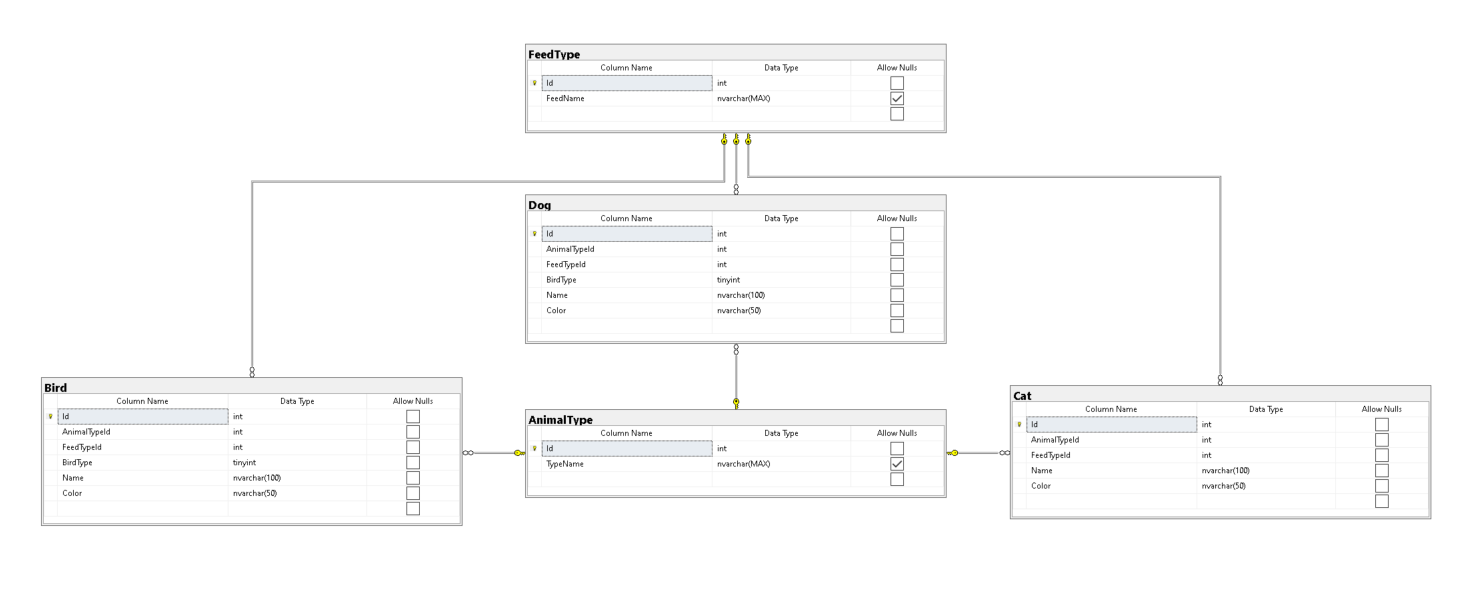 FeedType
Column Name Data Type Allow Nulls
Id int
FeedName nvarchar(MAX)
Dog
Column Name Data Type Allow Nulls
Id int
AnimalTypeId int
FeedTypeId int
BirdType tinyint
Name nvarchar(100)
Color nvarchar(50)
Bird
Column Name Data Type Allow Nulls
Id int
AnimalTypeId int
FeedTypeId int
BirdType tinyint
Name nvarchar(100)
Color nvarchar(50)
AnimalType
Column Name Data Type Allow Nulls
Id int
TypeName nvarchar(MAX)
Cat
Column Name Data Type Allow Nulls
Id int
AnimalTypeId int
FeedTypeId int
Name nvarchar(100)
Color nvarchar(50)